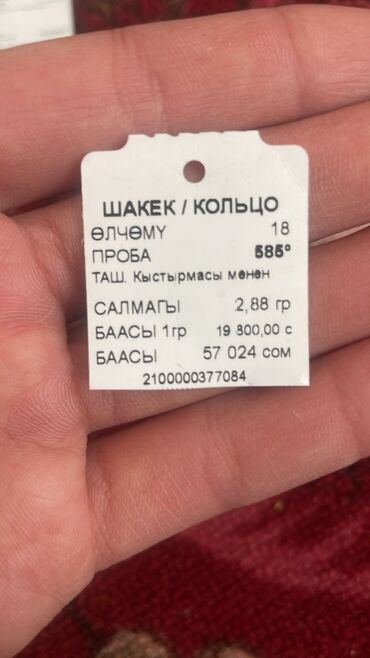 ШАКЕК / КОЛЬЦО
ӨЛЧӨМҮ 18
ПРОБА 585°
ТАШ. Кыстырмасы менен
САЛМАГЫ 2,88 гр
БААСЫ 1гр 19 800,00 с
БААСЫ 57 024 сом
2100000377084